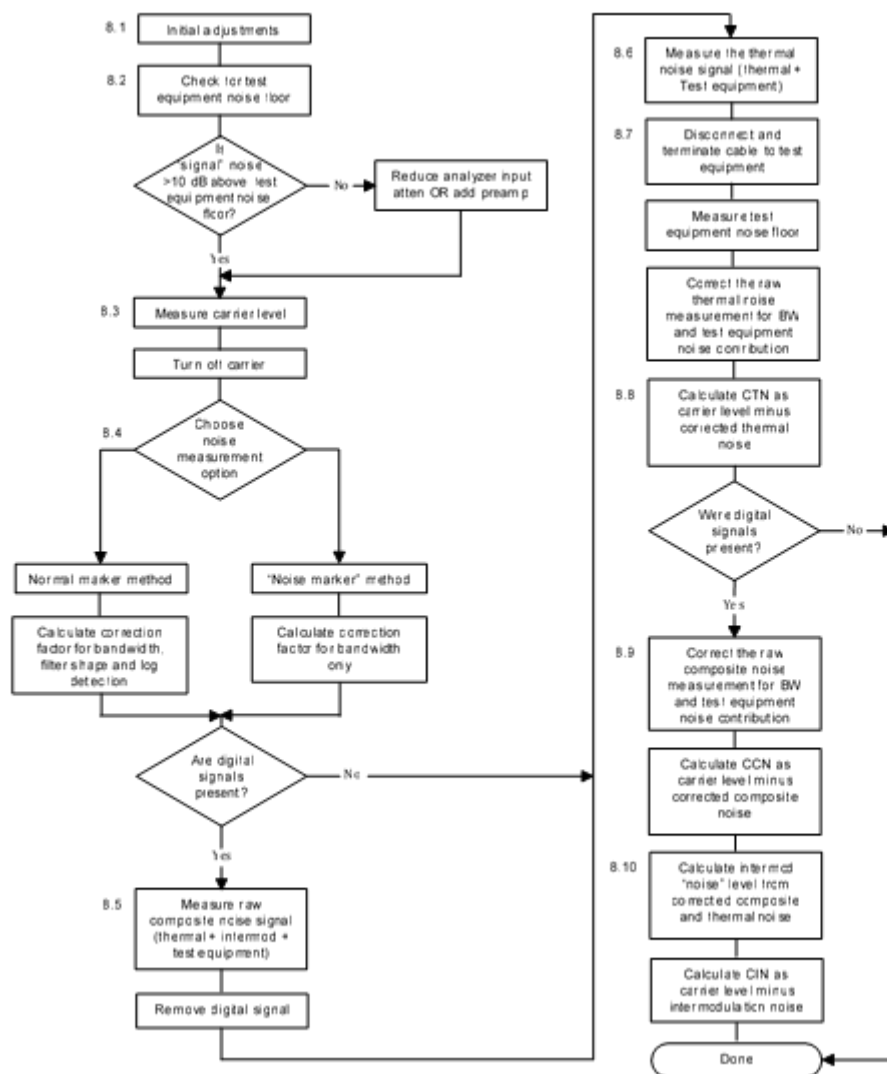 8.1
Initial adjustments
8.2
Check for test
equipment noise floor
Is
"signal" noise
>10 dB above test
equipment noise
floor?
No
Reduce analyzer input
atten OR add preamp
Yes
8.3
Measure carrier level
Turn off carrier
8.4
Choose
noise
measurement
option
Normal marker method
"Noise marker" method
Calculate correction
factor for bandwidth,
filter shape and log
detection
Calculate correction
factor for bandwidth
only
Are digital
signals
present?
No
Yes
8.5
Measure raw
composite noise signal
(thermal + intermod +
test equipment)
Remove digital signal
8.6
Measure the thermal
noise signal (thermal +
Test equipment)
8.7
Disconnect and
terminate cable to test
equipment
Measure test
equipment noise floor
Correct the raw
thermal noise
measurement for BW
and test equipment
noise contribution
8.8
Calculate CTN as
carrier level minus
corrected thermal
noise
Were digital
signals
present?
No
Yes
8.9
Correct the raw
composite noise
measurement for BW
and test equipment
noise contribution
Calculate CCN as
carrier level minus
corrected composite
noise
8.10
Calculate intermod
"noise" level from
corrected composite
and thermal noise
Calculate CIN as
carrier level minus
intermodulation noise
Done